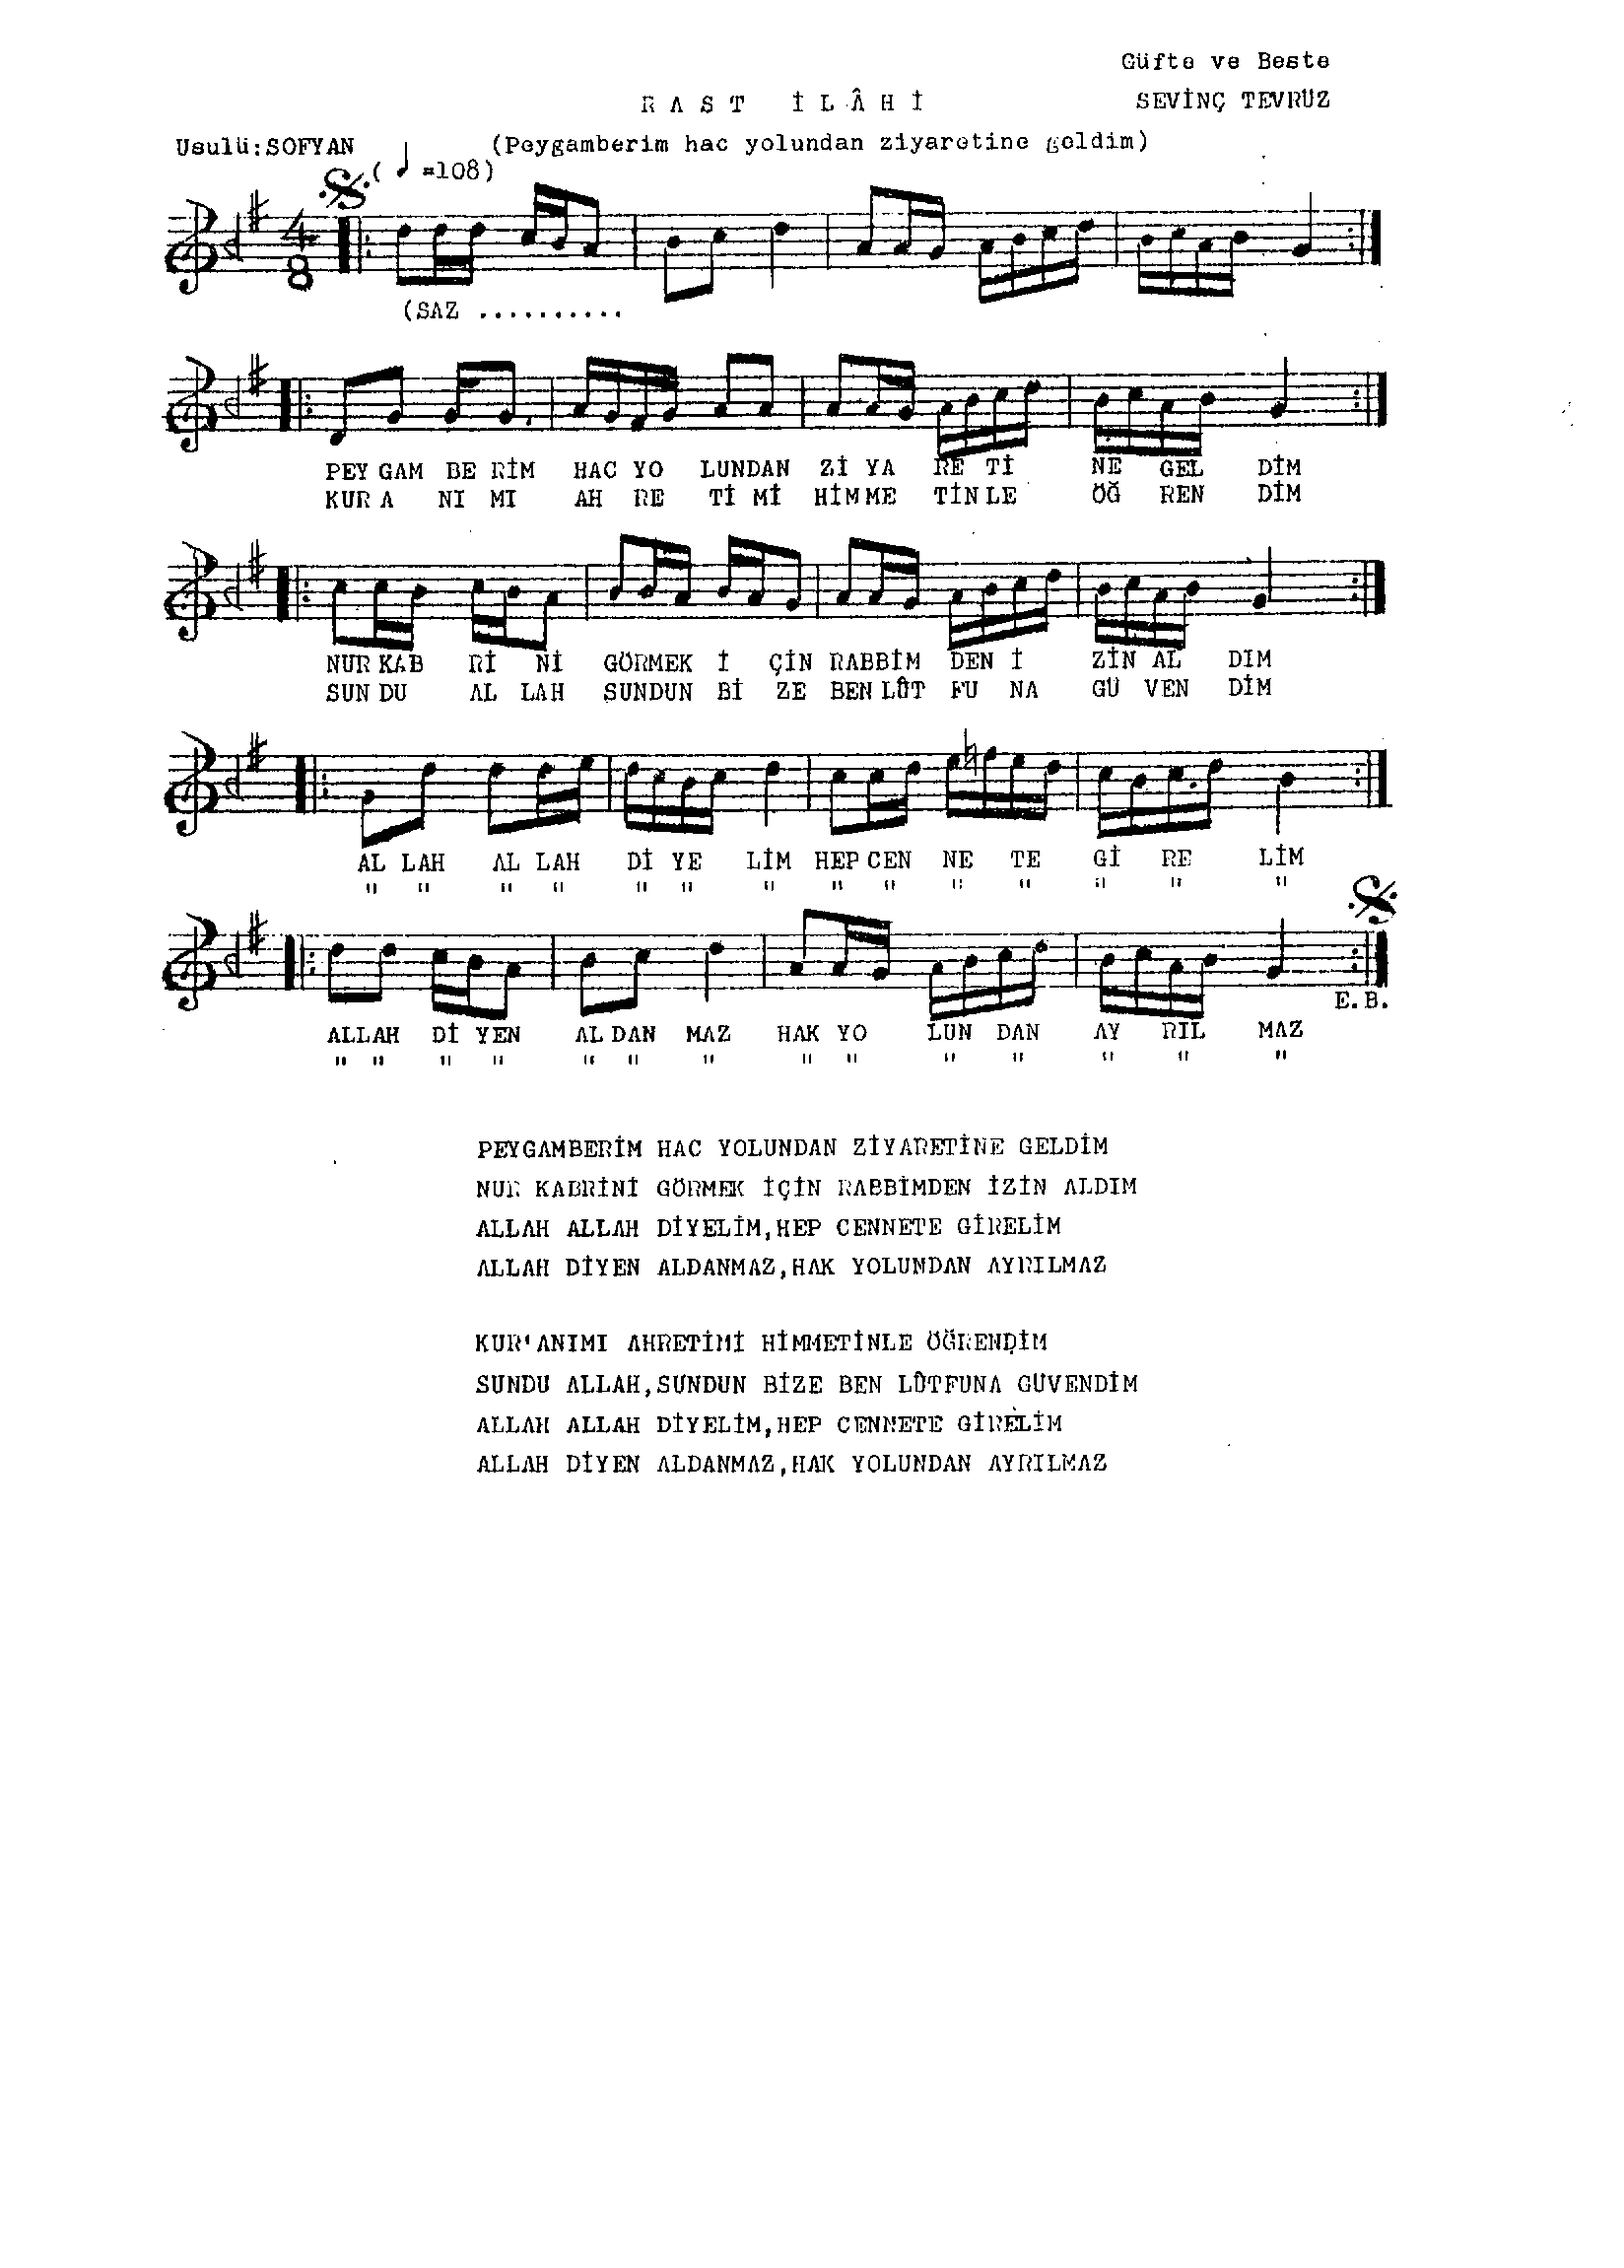 Güfte ve Beste
RAST İLÂHİ
SEVİNÇ TEVRÜZ
Usulü:SOFYAN
(Peygamberim hac yolundan ziyaretine geldim)
( ♩ =108)
4
8
(SAZ ..........
PEY GAM BE RİM HAC YO LUNDAN Zİ YA RE Tİ NE GEL DİM
KUR A NI MI AH RE Tİ Mİ HİMME TİNLE ÖĞ REN DİM
NUR KAB Rİ Nİ GÖRMEK İ ÇİN RABBİM DEN İ ZİN AL DIM
SUN DU AL LAH SUNDUN Bİ ZE BEN LÛT FU NA GÜ VEN DİM
AL LAH AL LAH Dİ YE LİM HEP CEN NE TE Gİ RE LİM
" " " " " " " " " " " " " "
E.B.
ALLAH Dİ YEN AL DAN MAZ HAK YO LUN DAN AY RIL MAZ
" " " " " " " " " " " " " "
PEYGAMBERİM HAC YOLUNDAN ZİYARETİNE GELDİM
NUR KABRİNİ GÖRMEK İÇİN RABBİMDEN İZİN ALDIM
ALLAH ALLAH DİYELİM,HEP CENNETE GİRELİM
ALLAH DİYEN ALDANMAZ,HAK YOLUNDAN AYRILMAZ
KUR'ANIMI AHRETİMİ HİMMETİNLE ÖĞRENDİM
SUNDU ALLAH,SUNDUN BİZE BEN LÛTFUNA GÜVENDİM
ALLAH ALLAH DİYELİM,HEP CENNETE GİRELİM
ALLAH DİYEN ALDANMAZ,HAK YOLUNDAN AYRILMAZ